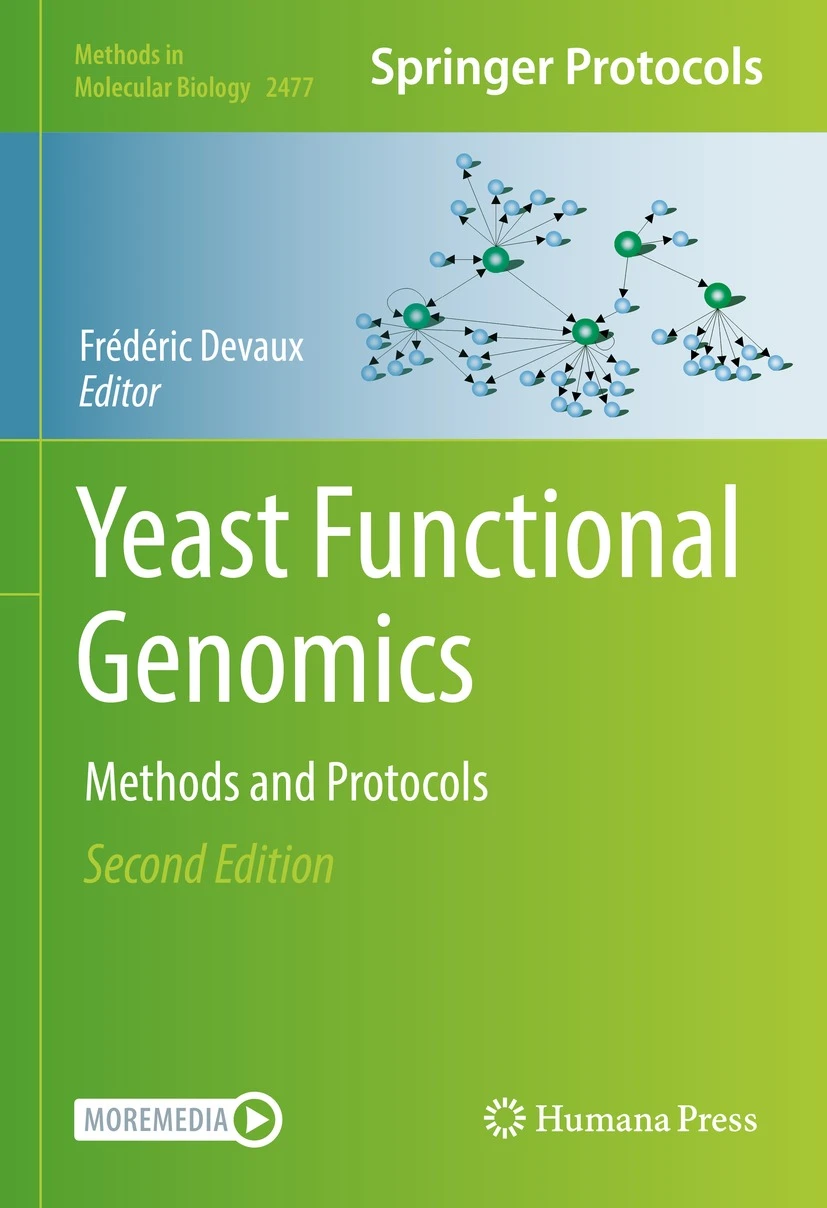 Methods in
Molecular Biology 2477
Springer Protocols
Frédéric Devaux
Editor
Yeast Functional
Genomics
Methods and Protocols
Second Edition
MOREMEDIA
Humana Press